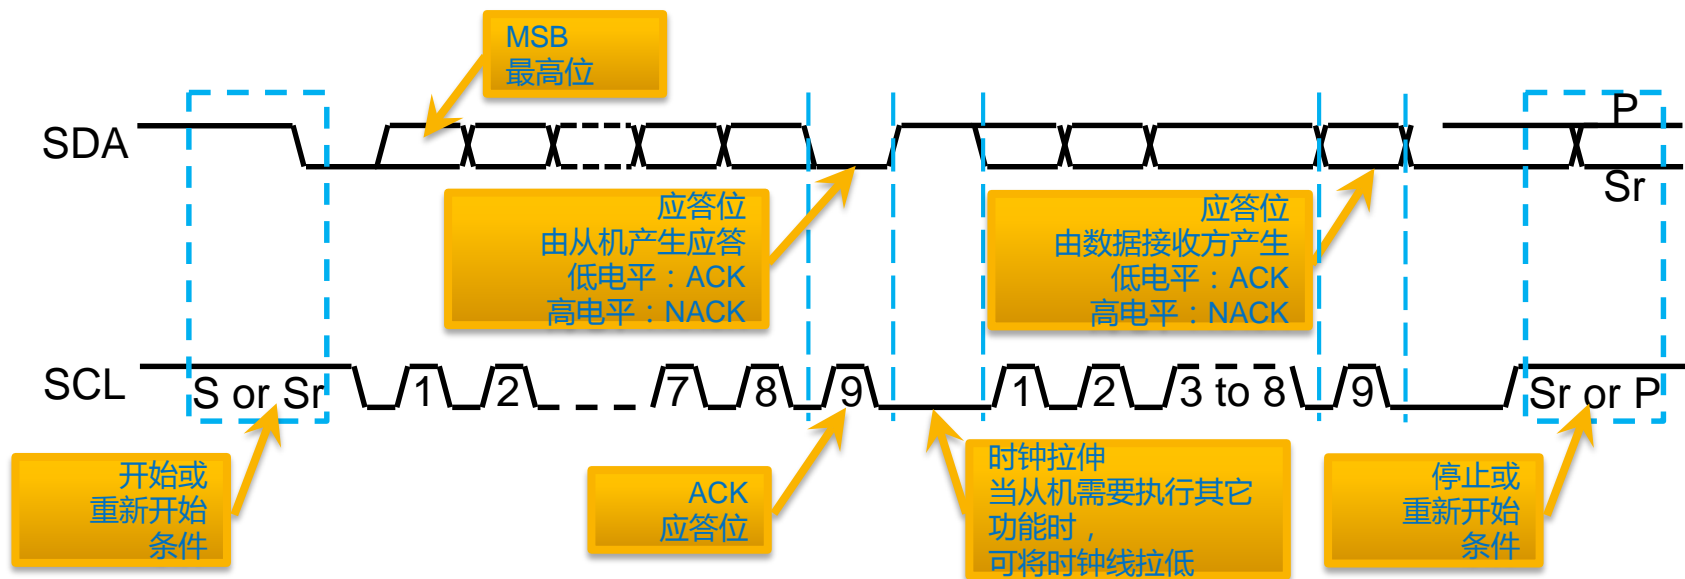 MSB
最高位
SDA
P
Sr
应答位
由从机产生应答
低电平：ACK
高电平：NACK
应答位
由数据接收方产生
低电平：ACK
高电平：NACK
SCL
S or Sr
1
2
7
8
9
1
2
3 to 8
9
Sr or P
开始或
重新开始
条件
ACK
应答位
时钟拉伸
当从机需要执行其它
功能时，
可将时钟线拉低
停止或
重新开始
条件